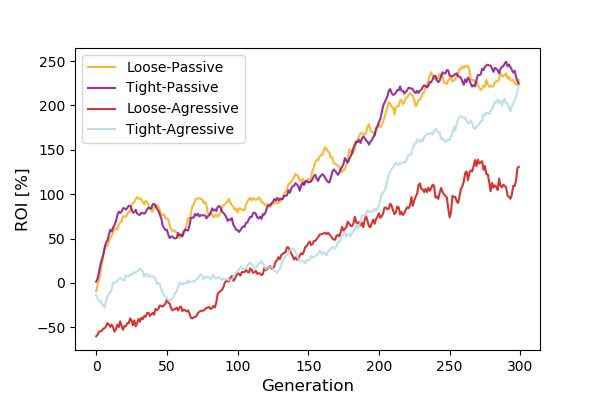 Loose-Passive
Tight-Passive
Loose-Agressive
Tight-Agressive
ROI [%]
250
200
150
100
50
0
−50
0 50 100 150 200 250 300
Generation